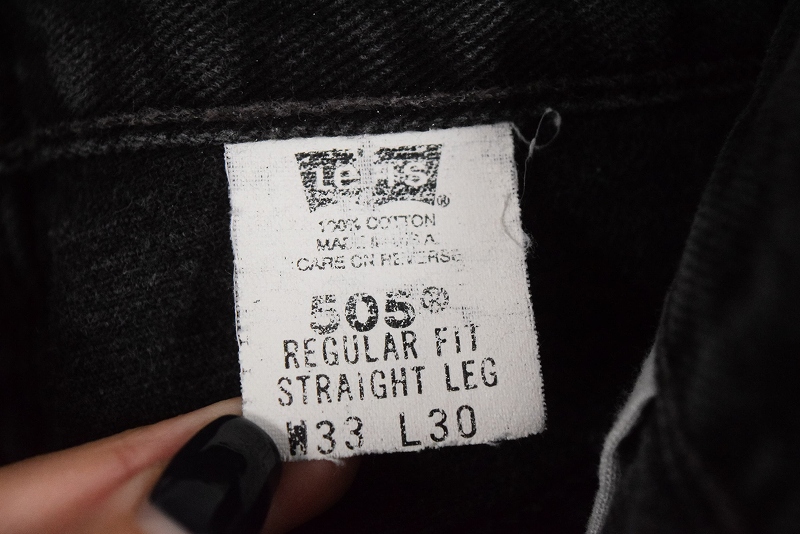 Levi's®
100% COTTON
MADE IN U.S.A.
CARE ON REVERSE
505®
REGULAR FIT
STRAIGHT LEG
W33 L30